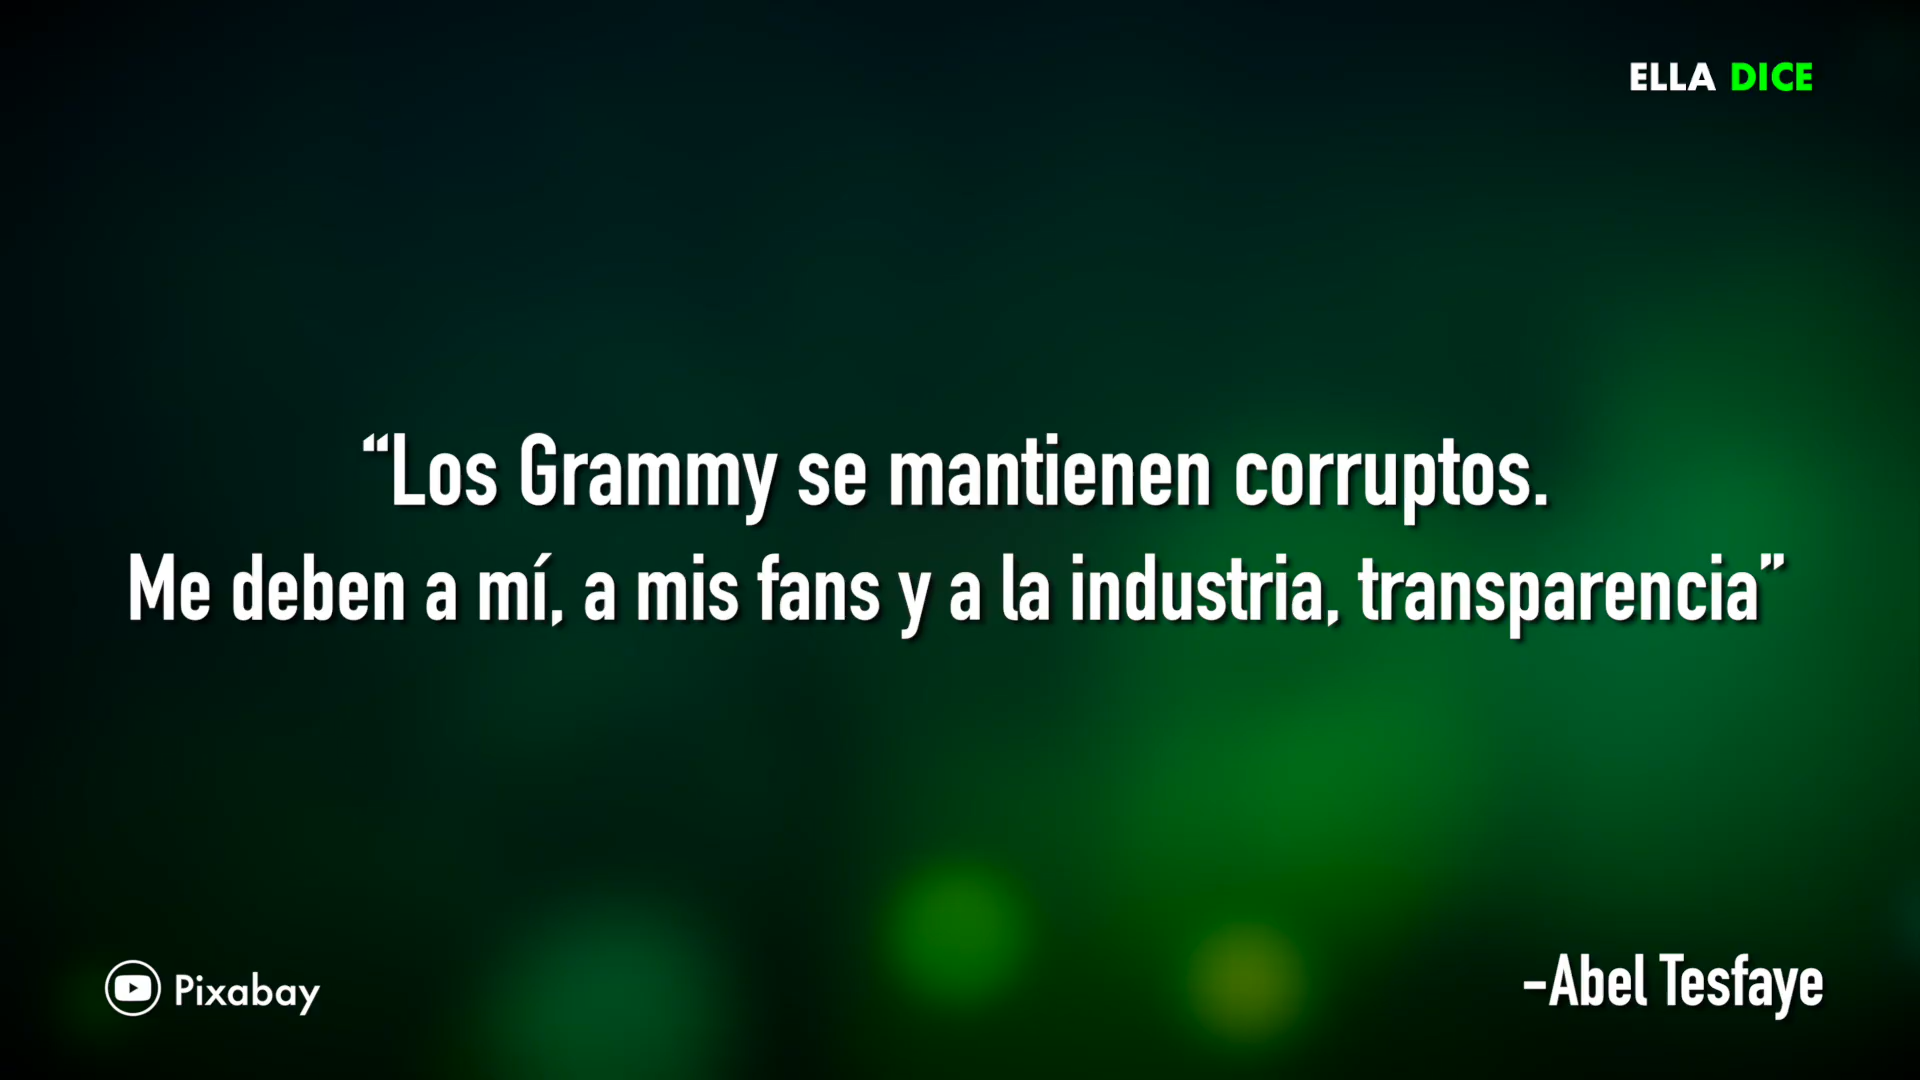 ELLA DICE
“Los Grammy se mantienen corruptos.
Me deben a mí, a mis fans y a la industria, transparencia”
Pixabay
-Abel Tesfaye